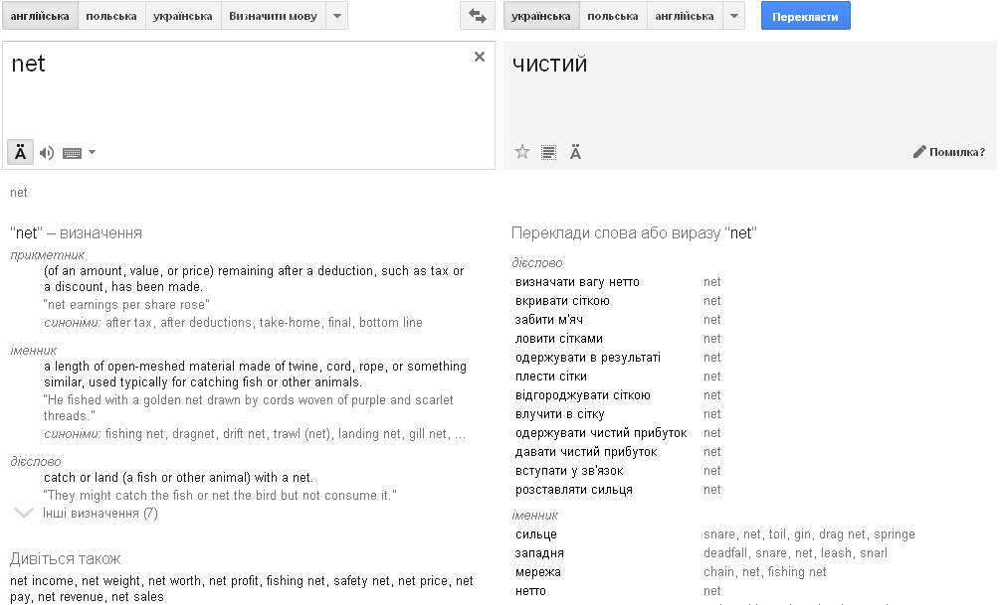 англійська польська українська Визначити мову українська польська англійська Перекласти
net
чистий
Ä Ä Помилка?
net
"net" – визначення
прикметник
(of an amount, value, or price) remaining after a deduction, such as tax or
a discount, has been made.
"net earnings per share rose"
синоніми: after tax, after deductions, take-home, final, bottom line
іменник
a length of open-meshed material made of twine, cord, rope, or something
similar, used typically for catching fish or other animals.
"He fished with a golden net drawn by cords woven of purple and scarlet
threads."
синоніми: fishing net, dragnet, drift net, trawl (net), landing net, gill net, ...
дієслово
catch or land (a fish or other animal) with a net.
"They might catch the fish or net the bird but not consume it."
Інші визначення (7)
Дивіться також
net income, net weight, net worth, net profit, fishing net, safety net, net price, net
pay, net revenue, net sales
Переклади слова або виразу "net"
дієслово
визначати вагу нетто net
вкривати сіткою net
забити м'яч net
ловити сітками net
одержувати в результаті net
плести сітки net
відгороджувати сіткою net
влучити в сітку net
одержувати чистий прибуток net
давати чистий прибуток net
вступати у зв'язок net
розставляти сильця net
іменник
сильце snare, net, toil, gin, drag net, springe
западня deadfall, snare, net, leash, snarl
мережа chain, net, fishing net
нетто net